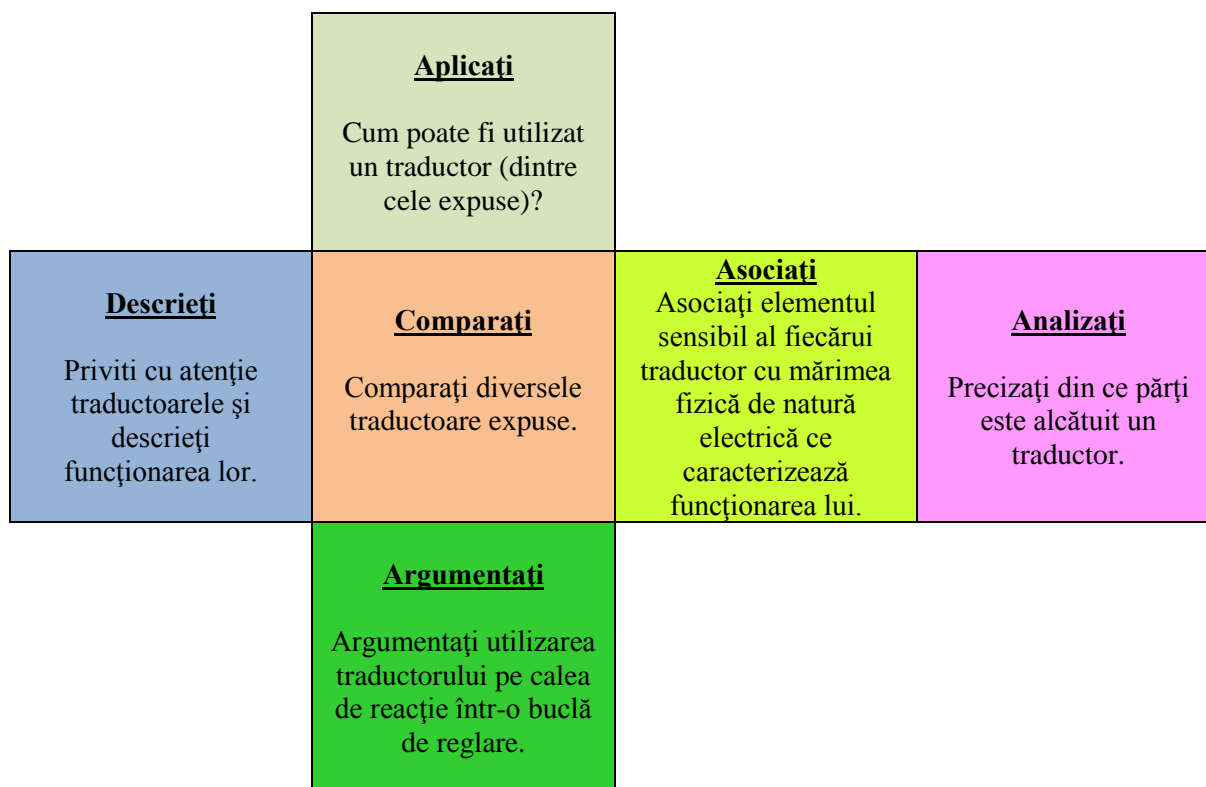 Aplicaţi
Cum poate fi utilizat
un traductor (dintre
cele expuse)?
Descrieţi
Priviti cu atenţie
traductoarele şi
descrieţi
funcţionarea lor.
Comparaţi
Comparaţi diversele
traductoare expuse.
Asociaţi
Asociaţi elementul
sensibil al fiecărui
traductor cu mărimea
fizică de natură
electrică ce
caracterizează
funcţionarea lui.
Analizaţi
Precizaţi din ce părţi
este alcătuit un
traductor.
Argumentaţi
Argumentaţi utilizarea
traductorului pe calea
de reacţie într-o buclă
de reglare.